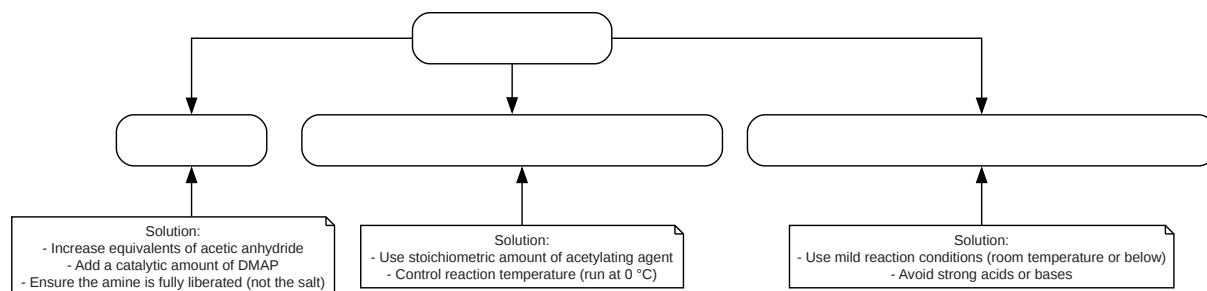 Solution:
- Increase equivalents of acetic anhydride
- Add a catalytic amount of DMAP
- Ensure the amine is fully liberated (not the salt)
Solution:
- Use stoichiometric amount of acetylating agent
- Control reaction temperature (run at 0 °C)
Solution:
- Use mild reaction conditions (room temperature or below)
- Avoid strong acids or bases